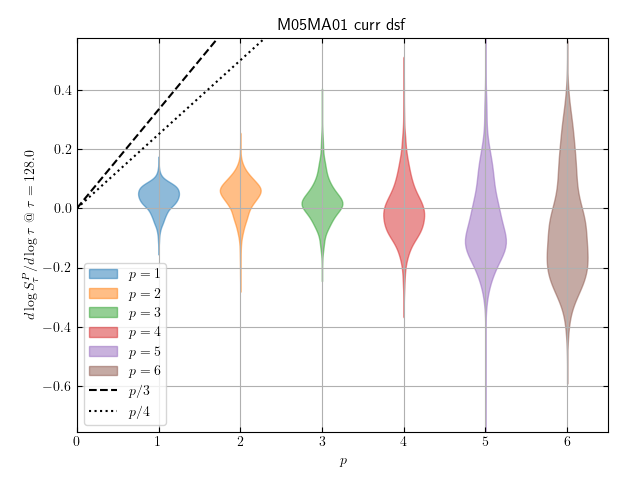 M05MA01 curr dsf
d log S_τ^P / d log τ @ τ = 128.0
0.4
0.2
0.0
−0.2
−0.4
−0.6
p = 1
p = 2
p = 3
p = 4
p = 5
p = 6
p/3
p/4
0 1 2 3 4 5 6
p